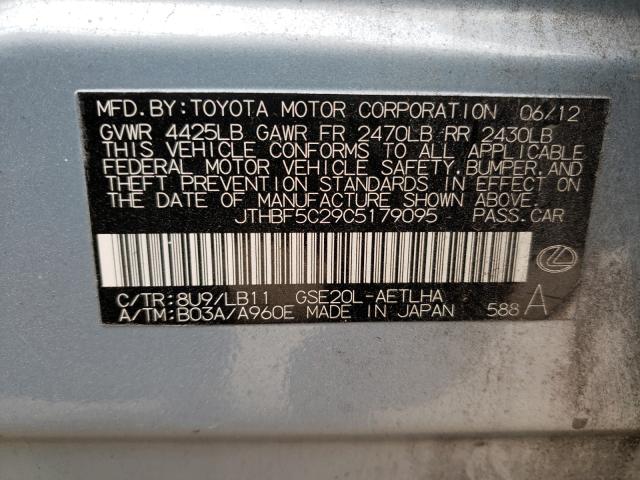 MFD.BY:TOYOTA MOTOR CORPORATION 06/12
GVWR 4425LB GAWR FR 2470LB RR 2430LB
THIS VEHICLE CONFORMS TO ALL APPLICABLE
FEDERAL MOTOR VEHICLE SAFETY,BUMPER,AND
THEFT PREVENTION STANDARDS IN EFFECT ON
THE DATE OF MANUFACTURE SHOWN ABOVE.
JTHBF5C29C5179095 PASS.CAR
C/TR:8U9/LB11 GSE20L-AETLHA
A/TM:B03A/A960E MADE IN JAPAN 588 A